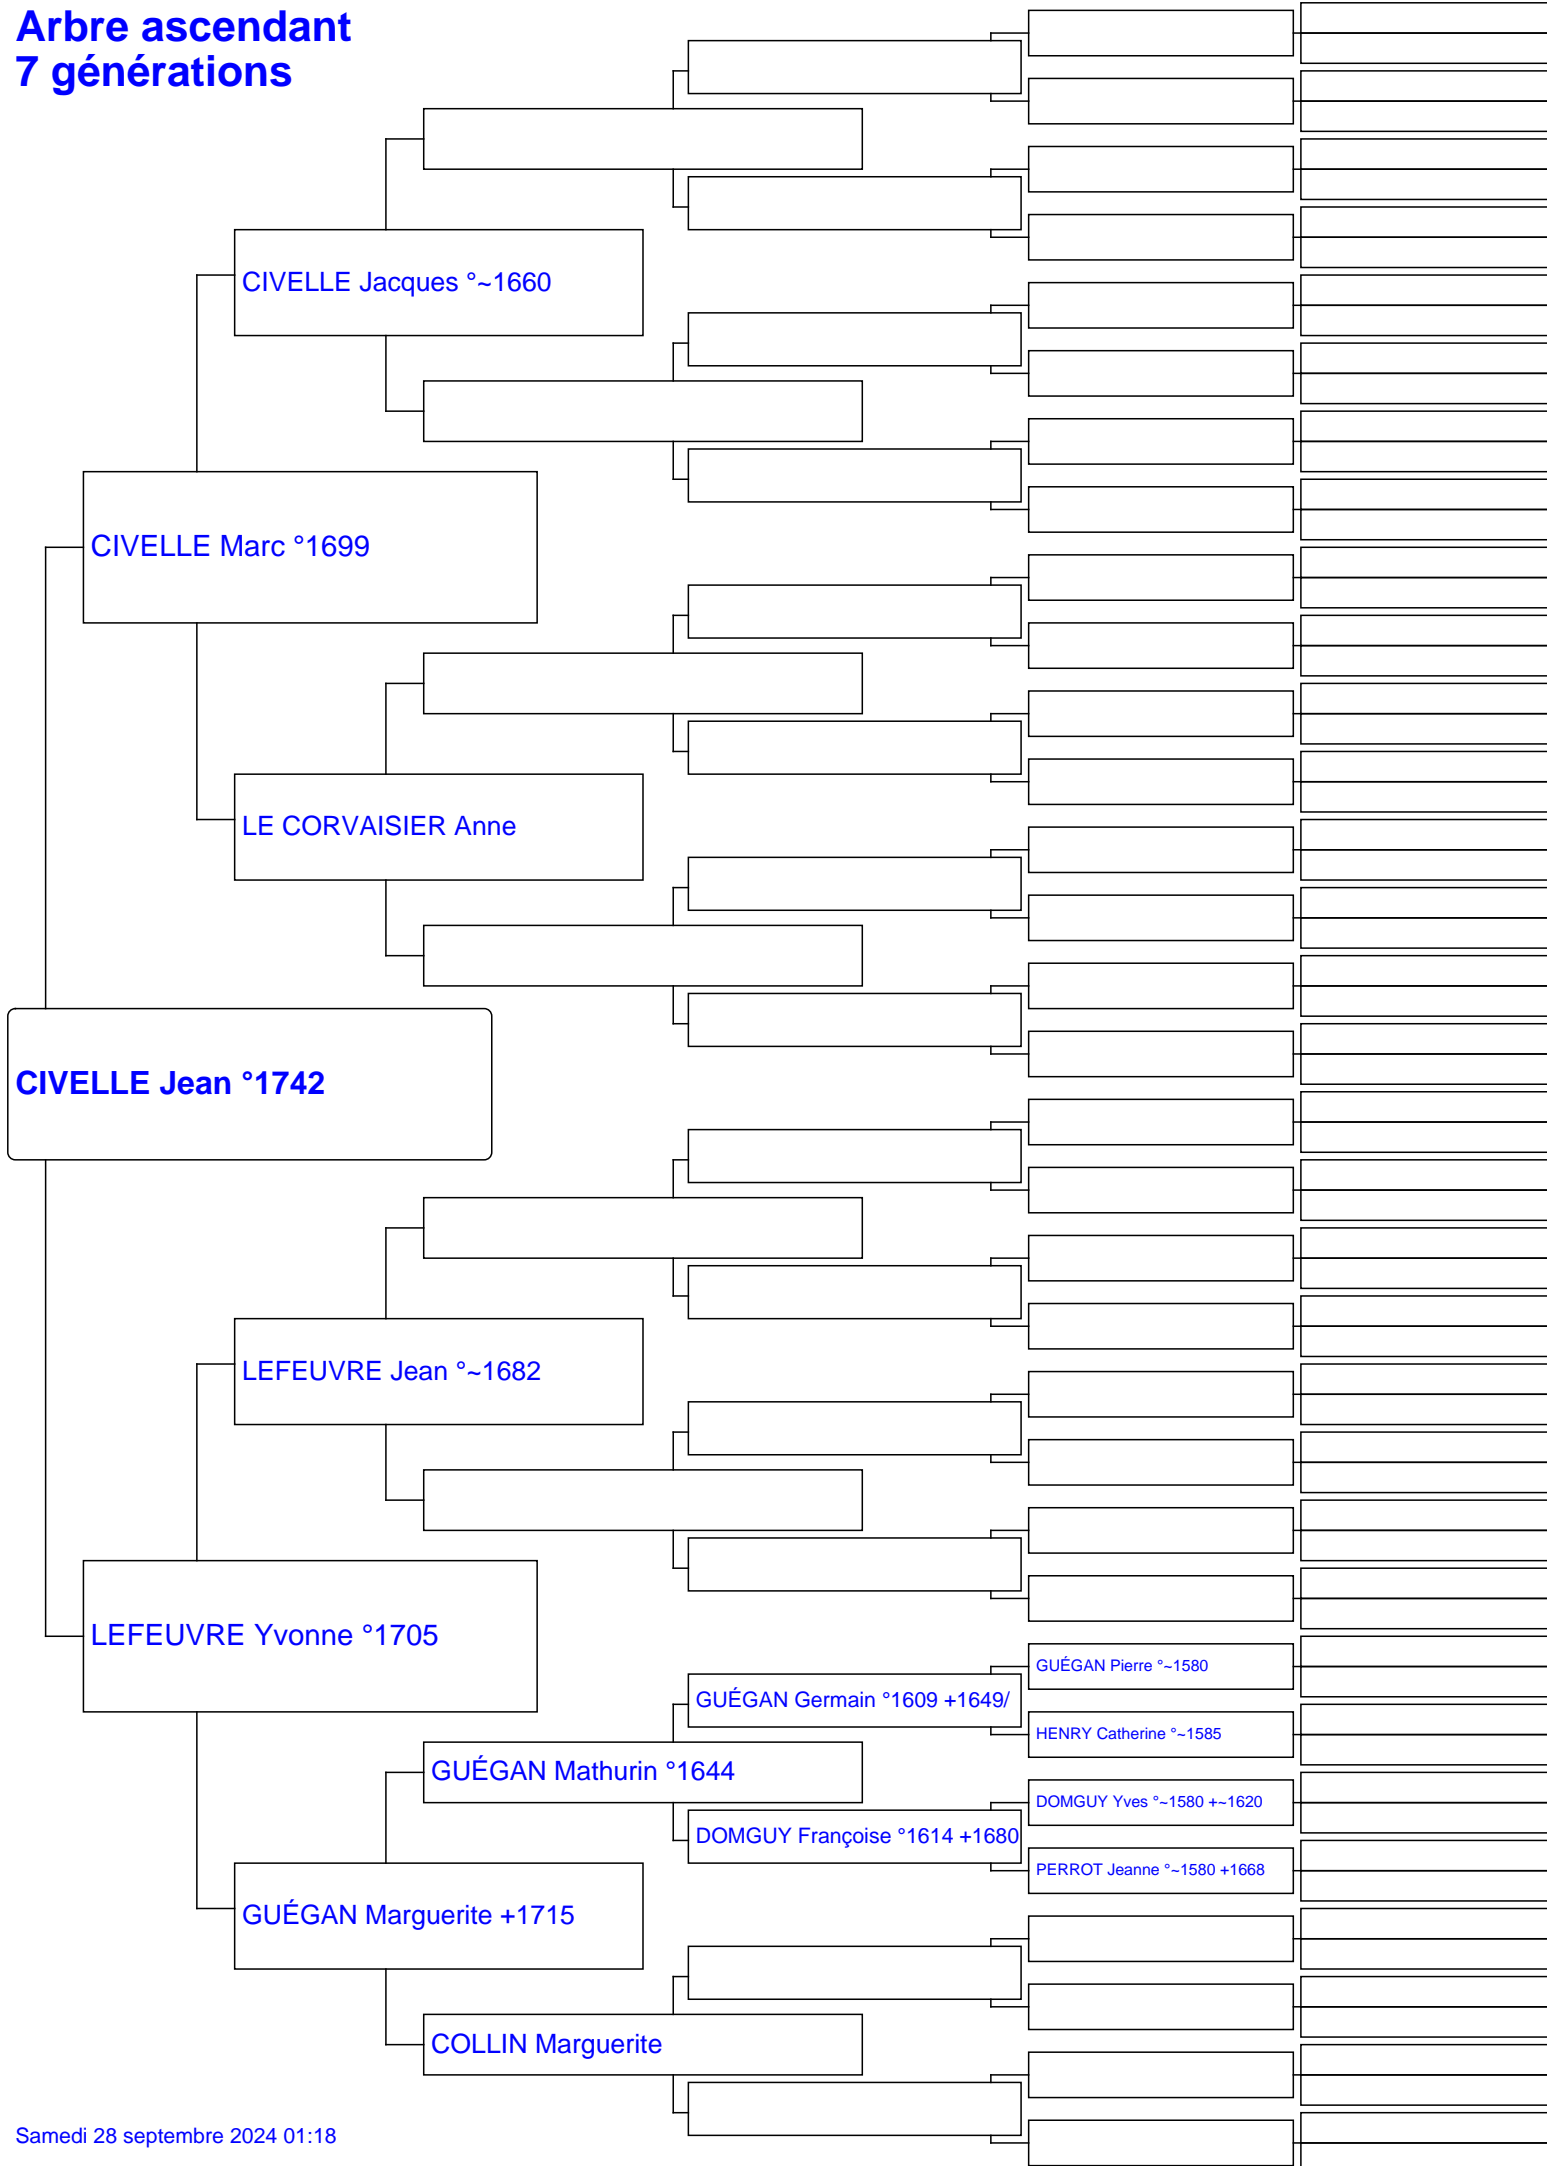 Arbre ascendant
7 générations
CIVELLE Jacques °~1660
CIVELLE Marc °1699
LE CORVAISIER Anne
CIVELLE Jean °1742
LEFEUVRE Jean °~1682
LEFEUVRE Yvonne °1705
GUÉGAN Pierre °~1580
GUÉGAN Germain °1609 +1649/
HENRY Catherine °~1585
GUÉGAN Mathurin °1644
DOMGUY Yves °~1580 +~1620
DOMGUY Françoise °1614 +1680
PERROT Jeanne °~1580 +1668
GUÉGAN Marguerite +1715
COLLIN Marguerite
Samedi 28 septembre 2024 01:18